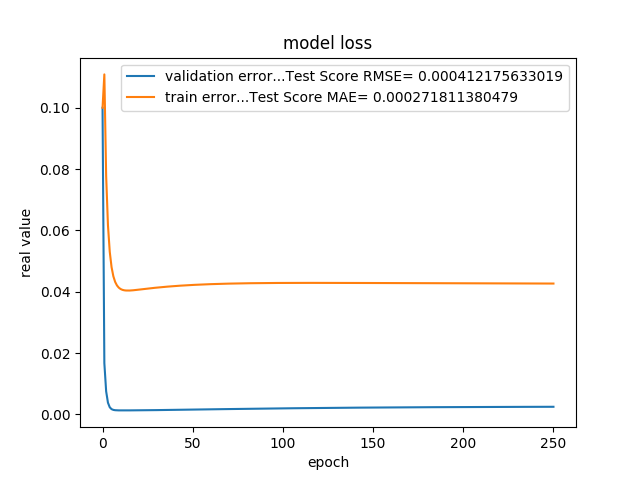 model loss
validation error...Test Score RMSE= 0.000412175633019
train error...Test Score MAE= 0.000271811380479
0.10
0.08
0.06
0.04
0.02
0.00
real value
0 50 100 150 200 250
epoch